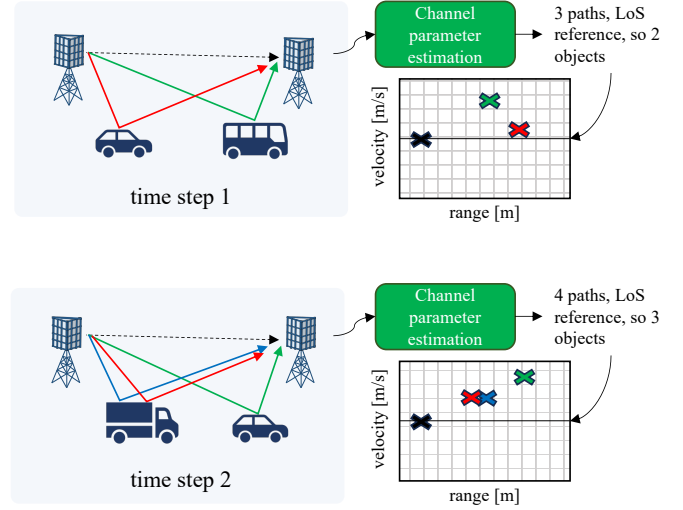 Channel
parameter
estimation
3 paths, LoS
reference, so 2
objects
velocity [m/s]
range [m]
time step 1
Channel
parameter
estimation
4 paths, LoS
reference, so 3
objects
velocity [m/s]
range [m]
time step 2